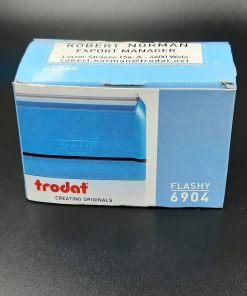 ROBERT NORMAN
EXPORT MANAGER
Linzer Strasse 156, A - 4600 Wels
robert.norman@trodat.net
trodat
CREATING ORIGINALS
FLASHY
6904